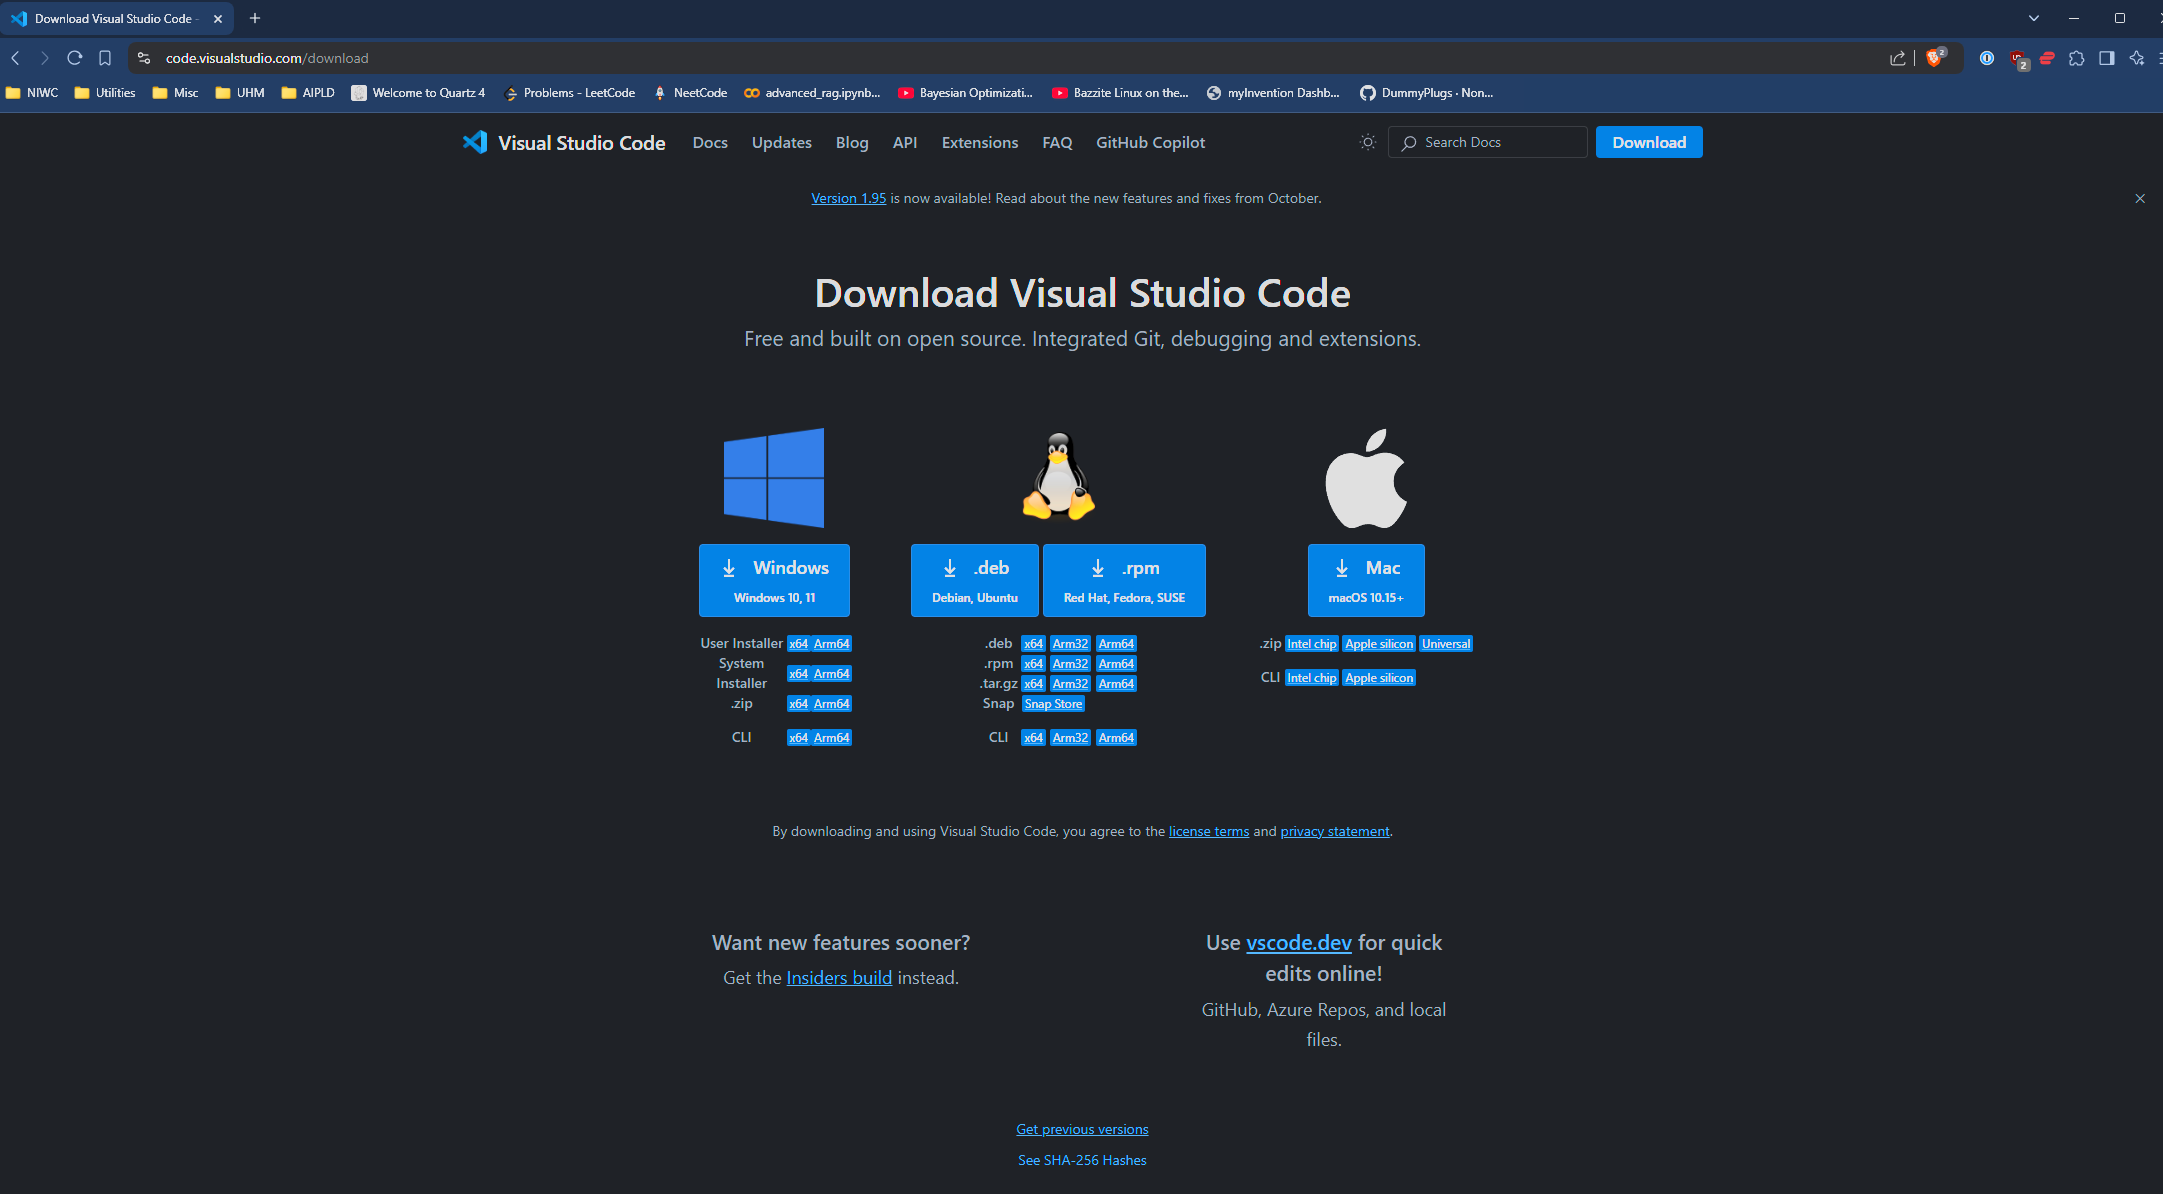 Download Visual Studio Code -
code.visualstudio.com/download
2
2
NIWC Utilities Misc UHM AIPLD Welcome to Quartz 4 Problems - LeetCode NeetCode advanced_rag.ipynb... Bayesian Optimizati... Bazzite Linux on the... myInvention Dashb... DummyPlugs · Non...
Visual Studio Code Docs Updates Blog API Extensions FAQ GitHub Copilot Search Docs Download
Version 1.95 is now available! Read about the new features and fixes from October.
Download Visual Studio Code
Free and built on open source. Integrated Git, debugging and extensions.
Windows
Windows 10, 11
User Installer x64 Arm64
System Installer x64 Arm64
.zip x64 Arm64
CLI x64 Arm64
.deb
Debian, Ubuntu
.rpm
Red Hat, Fedora, SUSE
.deb x64 Arm32 Arm64
.rpm x64 Arm32 Arm64
.tar.gz x64 Arm32 Arm64
Snap Snap Store
CLI x64 Arm32 Arm64
Mac
macOS 10.15+
.zip Intel chip Apple silicon Universal
CLI Intel chip Apple silicon
By downloading and using Visual Studio Code, you agree to the license terms and privacy statement.
Want new features sooner?
Get the Insiders build instead.
Use vscode.dev for quick
edits online!
GitHub, Azure Repos, and local
files.
Get previous versions
See SHA-256 Hashes